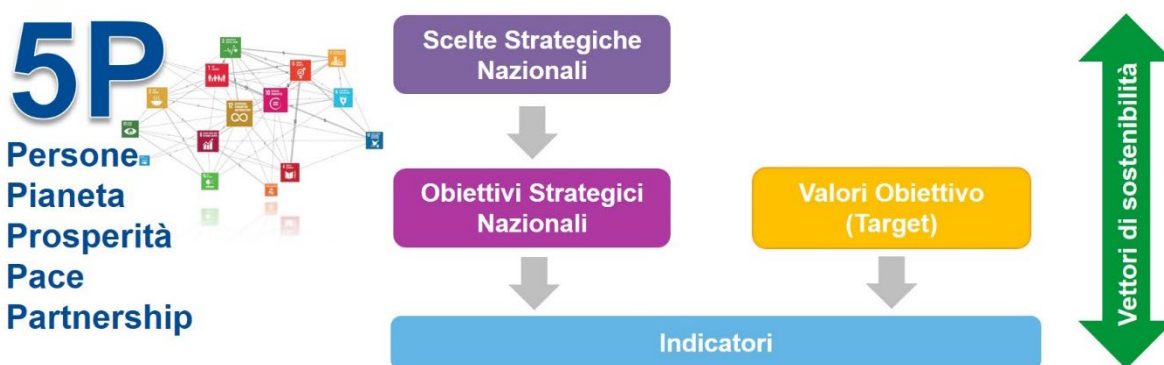 5P
Persone
Pianeta
Prosperità
Pace
Partnership
Scelte Strategiche
Nazionali
Obiettivi Strategici
Nazionali
Valori Obiettivo
(Target)
Indicatori
Vettori di sostenibilità